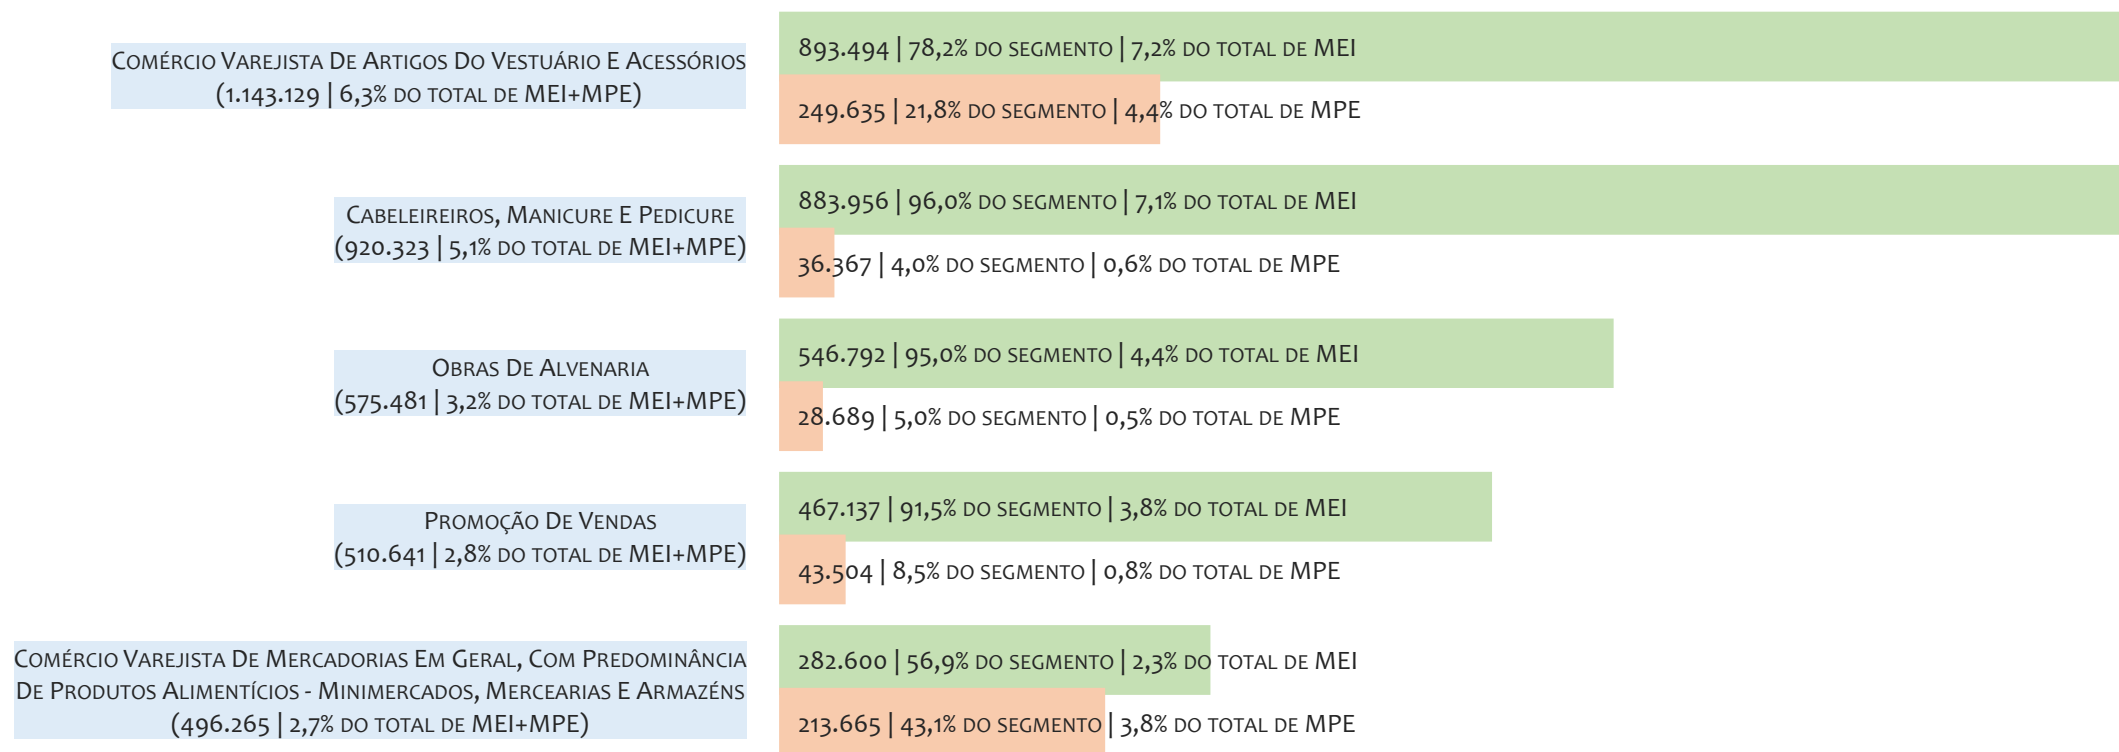 Comércio Varejista De Artigos Do Vestuário E Acessórios
(1.143.129 | 6,3% do total de MEI+MPE)
893.494 | 78,2% do segmento | 7,2% do total de MEI
249.635 | 21,8% do segmento | 4,4% do total de MPE
Cabeleireiros, Manicure E Pedicure
(920.323 | 5,1% do total de MEI+MPE)
883.956 | 96,0% do segmento | 7,1% do total de MEI
36.367 | 4,0% do segmento | 0,6% do total de MPE
Obras De Alvenaria
(575.481 | 3,2% do total de MEI+MPE)
546.792 | 95,0% do segmento | 4,4% do total de MEI
28.689 | 5,0% do segmento | 0,5% do total de MPE
Promoção De Vendas
(510.641 | 2,8% do total de MEI+MPE)
467.137 | 91,5% do segmento | 3,8% do total de MEI
43.504 | 8,5% do segmento | 0,8% do total de MPE
Comércio Varejista De Mercadorias Em Geral, Com Predominância
De Produtos Alimentícios - Minimercados, Mercearias E Armazéns
(496.265 | 2,7% do total de MEI+MPE)
282.600 | 56,9% do segmento | 2,3% do total de MEI
213.665 | 43,1% do segmento | 3,8% do total de MPE